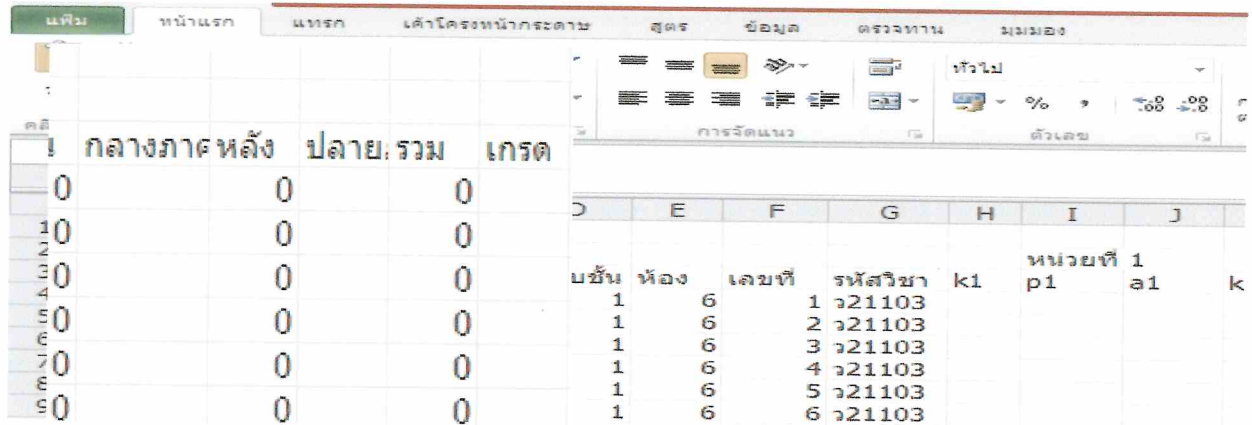 แฟ้ม หน้าแรก แทรก เค้าโครงหน้ากระดาษ สูตร ข้อมูล ตรวจทาน มุมมอง
ทั่วไป
% ,
การจัดแนว ตัวเลข
กลางภาค หลัง ปลาย รวม เกรด
0 0 0
0 0 0
0 0 0
0 0 0
0 0 0
0 0 0
E F G H I J
หน่วยที่ 1
ห้อง เลขที่ รหัสวิชา k1 p1 a1 k
1 6 1 ว21103
1 6 2 ว21103
1 6 3 ว21103
1 6 4 ว21103
1 6 5 ว21103
1 6 6 ว21103